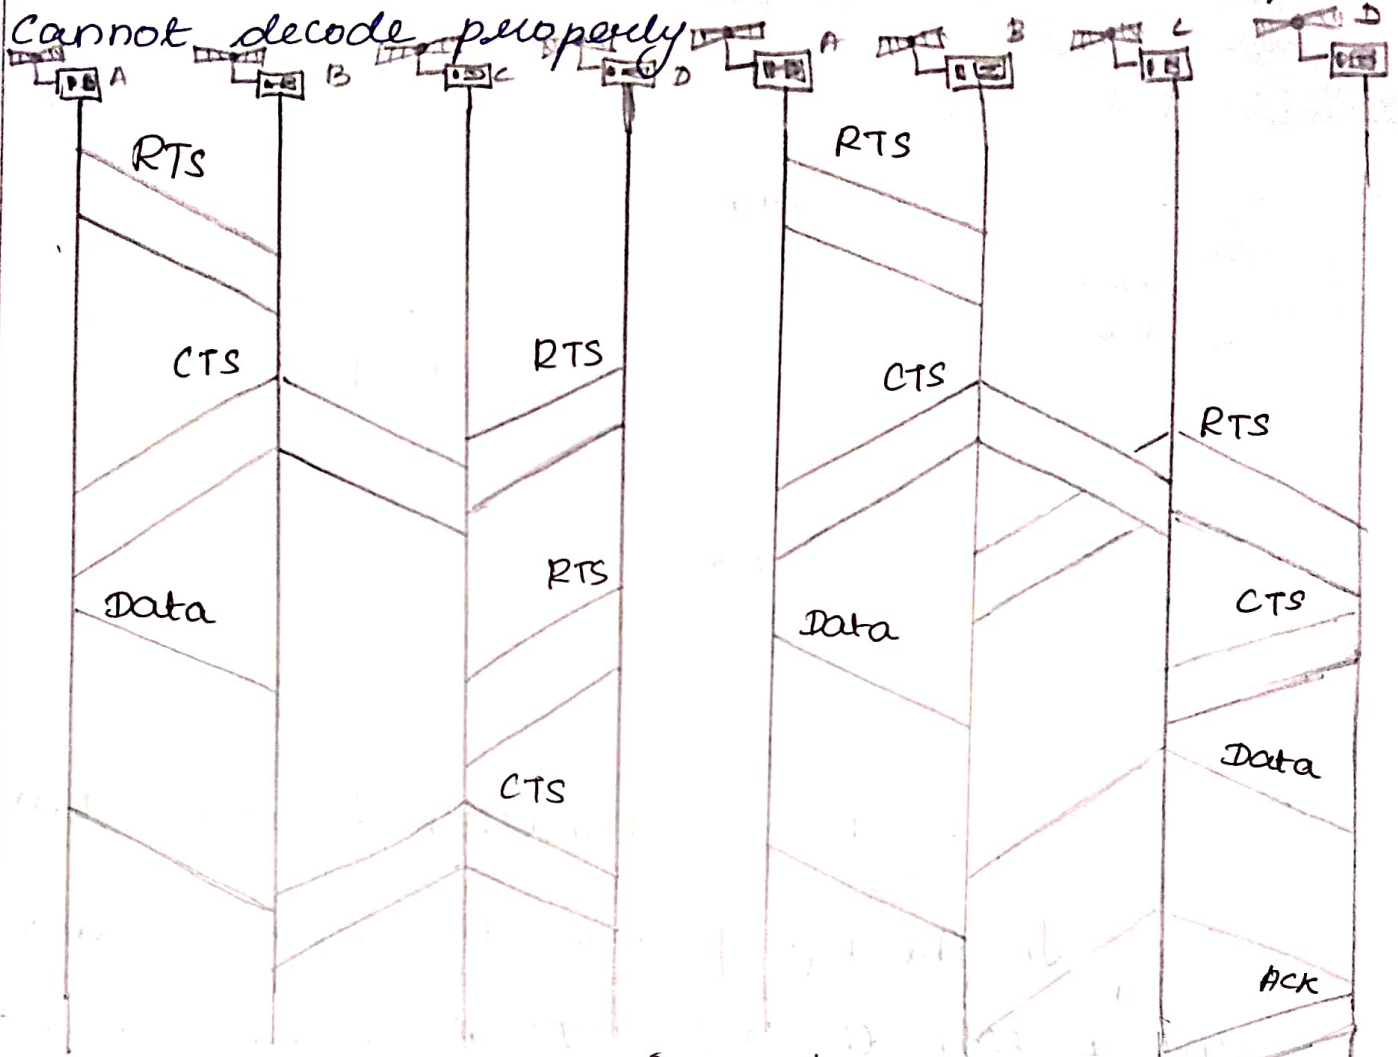 Cannot decode properly
A B C D A B C D
RTS
RTS
CTS
RTS
CTS
RTS
RTS
CTS
Data
Data
CTS
Data
ACK